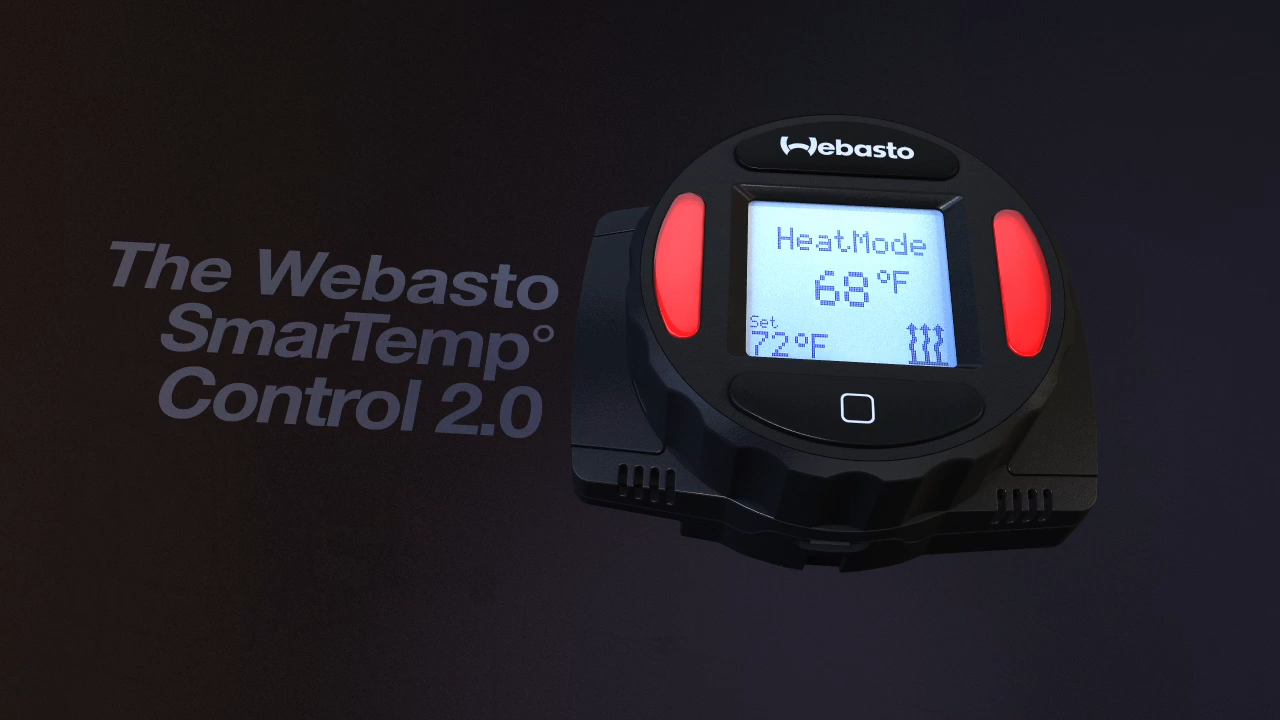 The Webasto
SmarTemp°
Control 2.0
Webasto
HeatMode
68°F
Set
72°F